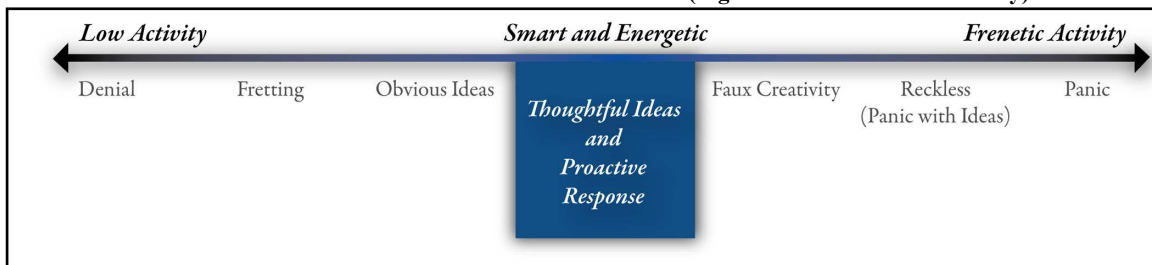 Low Activity Smart and Energetic Frenetic Activity
Denial Fretting Obvious Ideas Faux Creativity Reckless Panic
(Panic with Ideas)
Thoughtful Ideas
and
Proactive
Response